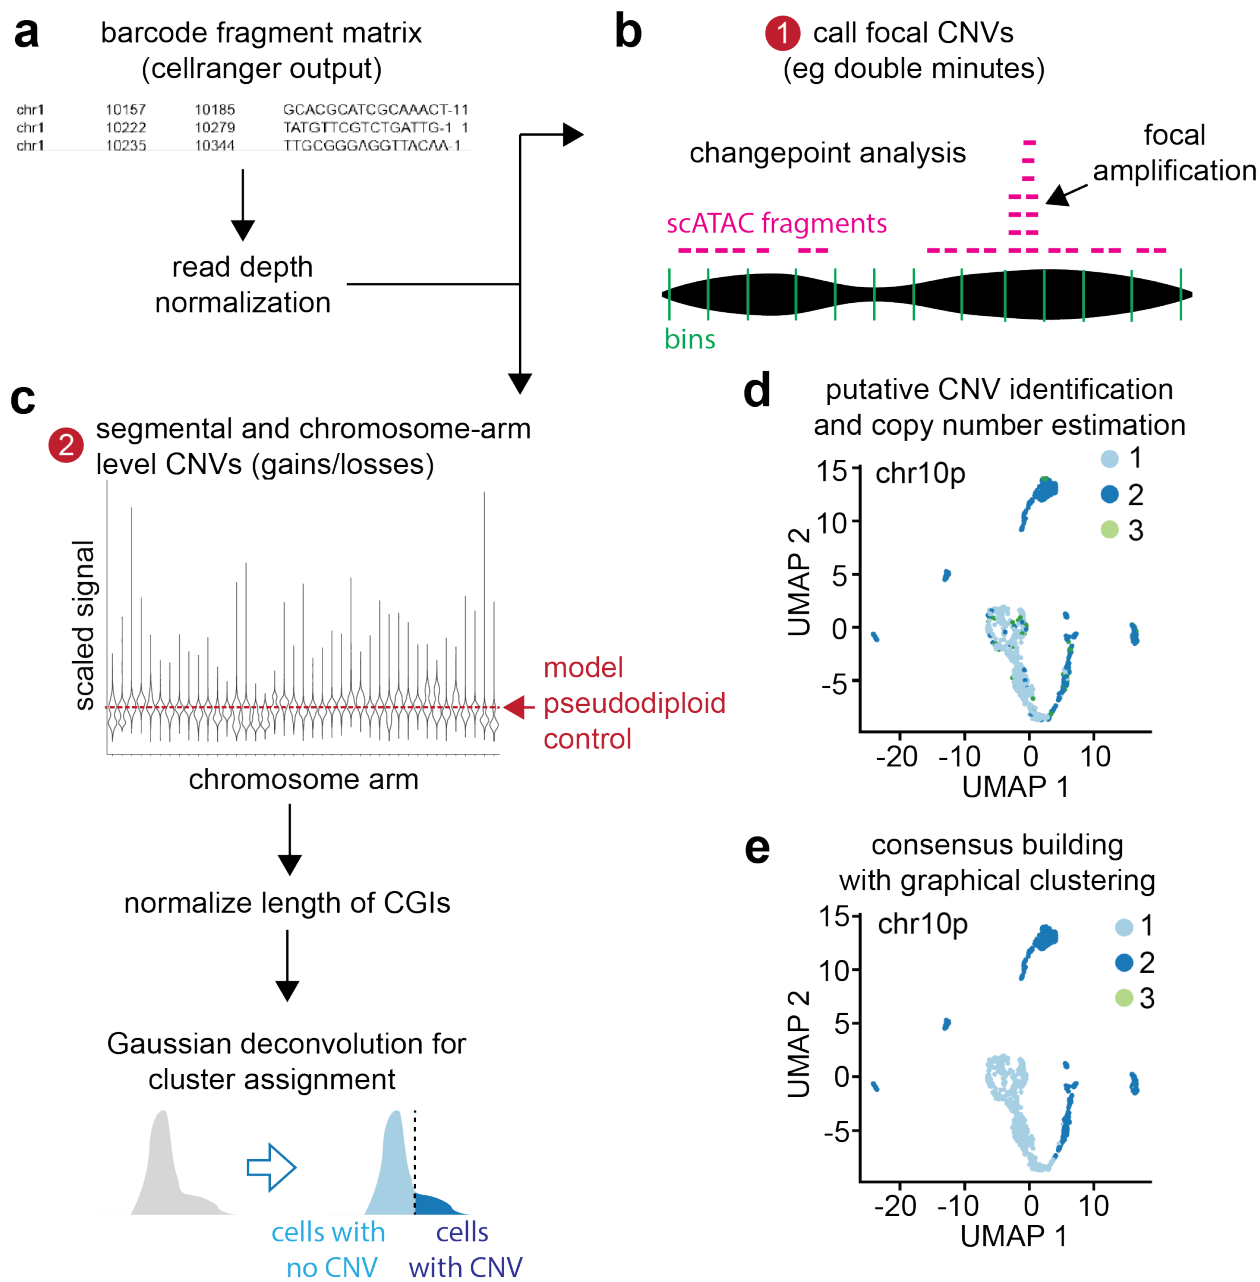 a
barcode fragment matrix
(cellranger output)
chr1 10157 10185 GCACGCATCGCAAACT-11
chr1 10222 10279 TATGTTCGTCTGATTG-1 1
chr1 10235 10344 TTGCGGGAGGTTACAA-1
read depth
normalization
b
1 call focal CNVs
(eg double minutes)
changepoint analysis
focal
amplification
scATAC fragments
bins
c
2 segmental and chromosome-arm
level CNVs (gains/losses)
scaled signal
model
pseudodiploid
control
chromosome arm
normalize length of CGIs
Gaussian deconvolution for
cluster assignment
cells with
no CNV
cells
with CNV
d
putative CNV identification
and copy number estimation
chr10p
1
2
3
15
10
5
0
-5
UMAP 2
-20 -10 0 10
UMAP 1
e
consensus building
with graphical clustering
chr10p
1
2
3
15
10
5
0
-5
UMAP 2
-20 -10 0 10
UMAP 1